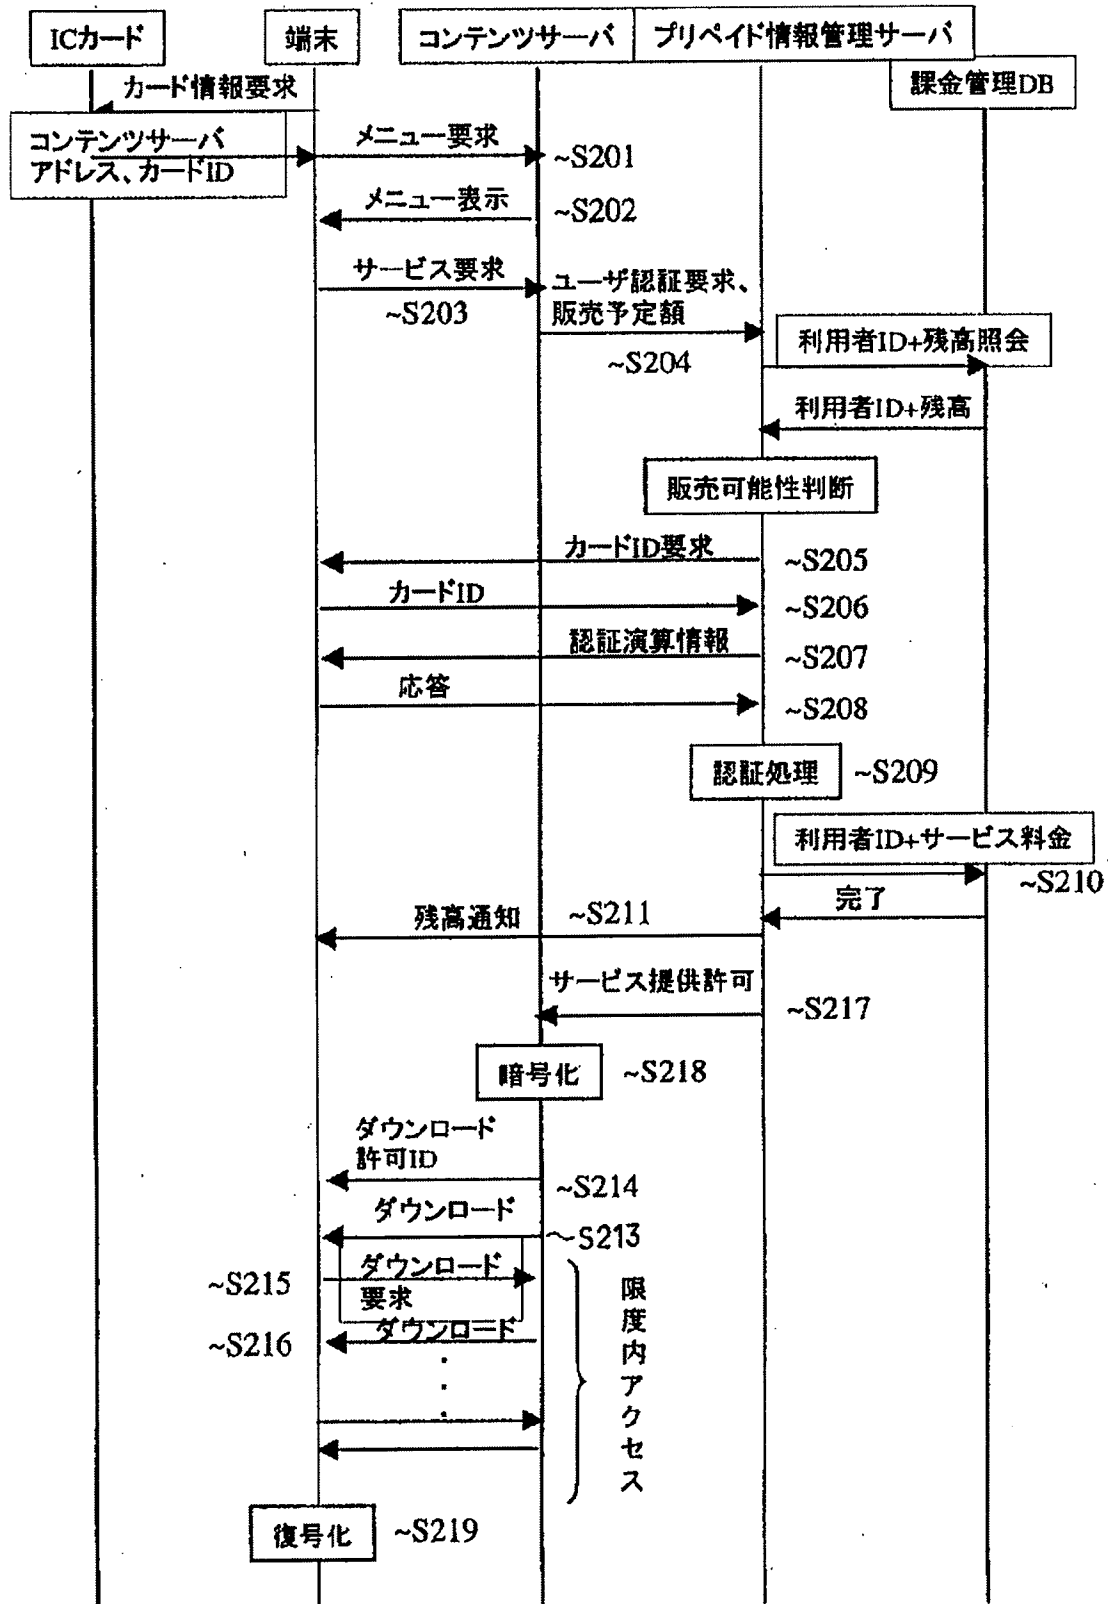 ICカード
端末
コンテンツサーバ
プリペイド情報管理サーバ
課金管理DB
カード情報要求
コンテンツサーバ
アドレス、カードID
メニュー要求
~S201
メニュー表示
~S202
サービス要求
~S203
ユーザ認証要求、
販売予定額
~S204
利用者ID+残高照会
利用者ID+残高
販売可能性判断
カードID要求
~S205
カードID
~S206
認証演算情報
~S207
応答
~S208
認証処理
~S209
利用者ID+サービス料金
~S210
完了
残高通知
~S211
サービス提供許可
~S217
暗号化
~S218
ダウンロード
許可ID
~S214
ダウンロード
~S213
~S215
ダウンロード
要求
~S216
ダウンロード
限度内アクセス
復号化
~S219